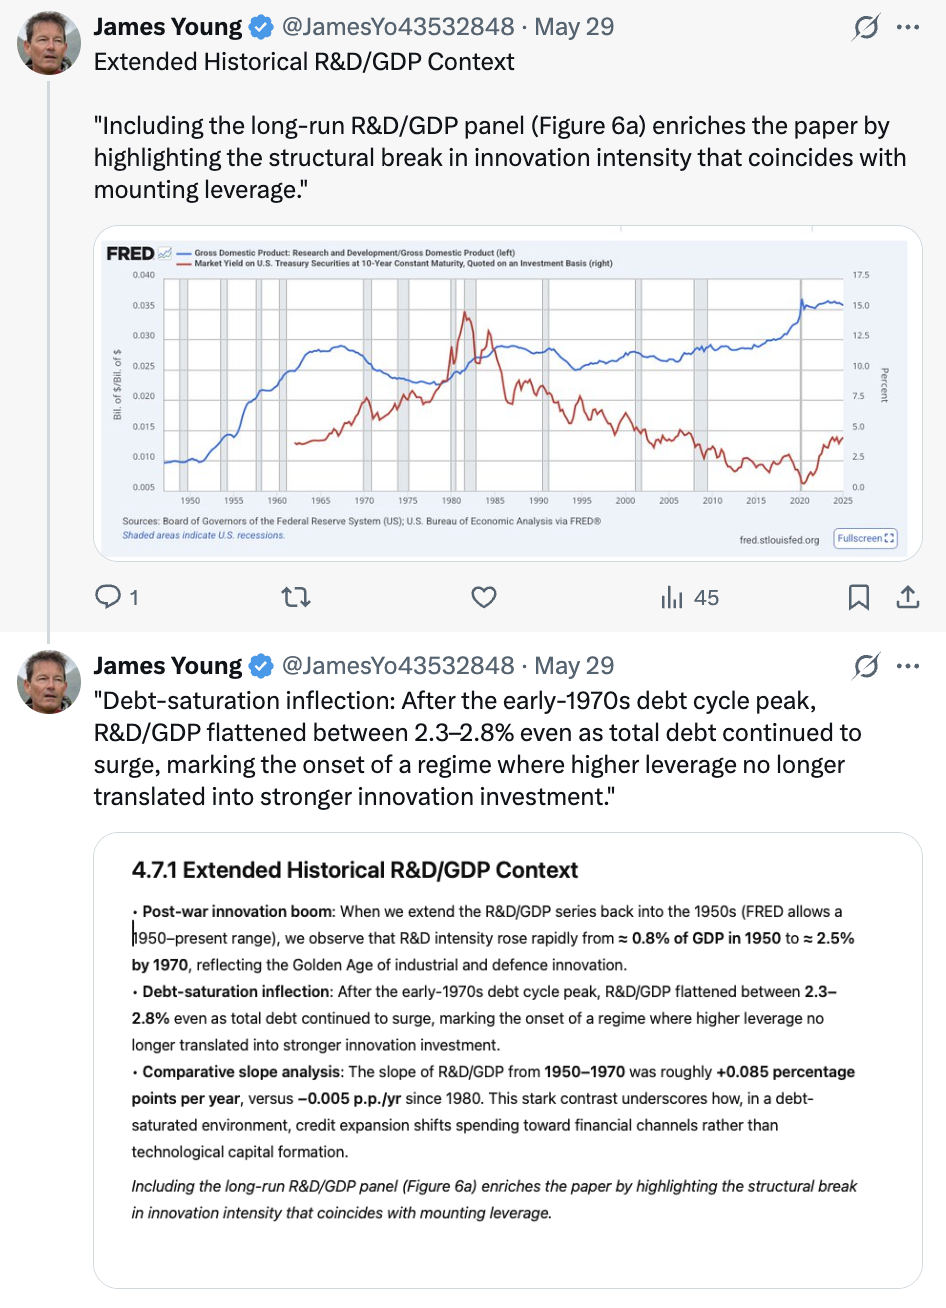 James Young @JamesYo43532848 · May 29
Extended Historical R&D/GDP Context
"Including the long-run R&D/GDP panel (Figure 6a) enriches the paper by
highlighting the structural break in innovation intensity that coincides with
mounting leverage."
FRED
Gross Domestic Product: Research and Development/Gross Domestic Product (left)
Market Yield on U.S. Treasury Securities at 10-Year Constant Maturity, Quoted on an Investment Basis (right)
0.040 17.5
0.035 15.0
0.030 12.5
0.025 10.0
0.020 7.5
0.015 5.0
0.010 2.5
0.005 0.0
Bil. of $/Bil. of $
Percent
1950 1955 1960 1965 1970 1975 1980 1985 1990 1995 2000 2005 2010 2015 2020 2025
Sources: Board of Governors of the Federal Reserve System (US); U.S. Bureau of Economic Analysis via FRED®
Shaded areas indicate U.S. recessions.
fred.stlouisfed.org
Fullscreen
1 45
James Young @JamesYo43532848 · May 29
"Debt-saturation inflection: After the early-1970s debt cycle peak,
R&D/GDP flattened between 2.3–2.8% even as total debt continued to
surge, marking the onset of a regime where higher leverage no longer
translated into stronger innovation investment."
4.7.1 Extended Historical R&D/GDP Context
• Post-war innovation boom: When we extend the R&D/GDP series back into the 1950s (FRED allows a
1950–present range), we observe that R&D intensity rose rapidly from ≈ 0.8% of GDP in 1950 to ≈ 2.5%
by 1970, reflecting the Golden Age of industrial and defence innovation.
• Debt-saturation inflection: After the early-1970s debt cycle peak, R&D/GDP flattened between 2.3–
2.8% even as total debt continued to surge, marking the onset of a regime where higher leverage no
longer translated into stronger innovation investment.
• Comparative slope analysis: The slope of R&D/GDP from 1950–1970 was roughly +0.085 percentage
points per year, versus −0.005 p.p./yr since 1980. This stark contrast underscores how, in a debt-
saturated environment, credit expansion shifts spending toward financial channels rather than
technological capital formation.
Including the long-run R&D/GDP panel (Figure 6a) enriches the paper by highlighting the structural break
in innovation intensity that coincides with mounting leverage.